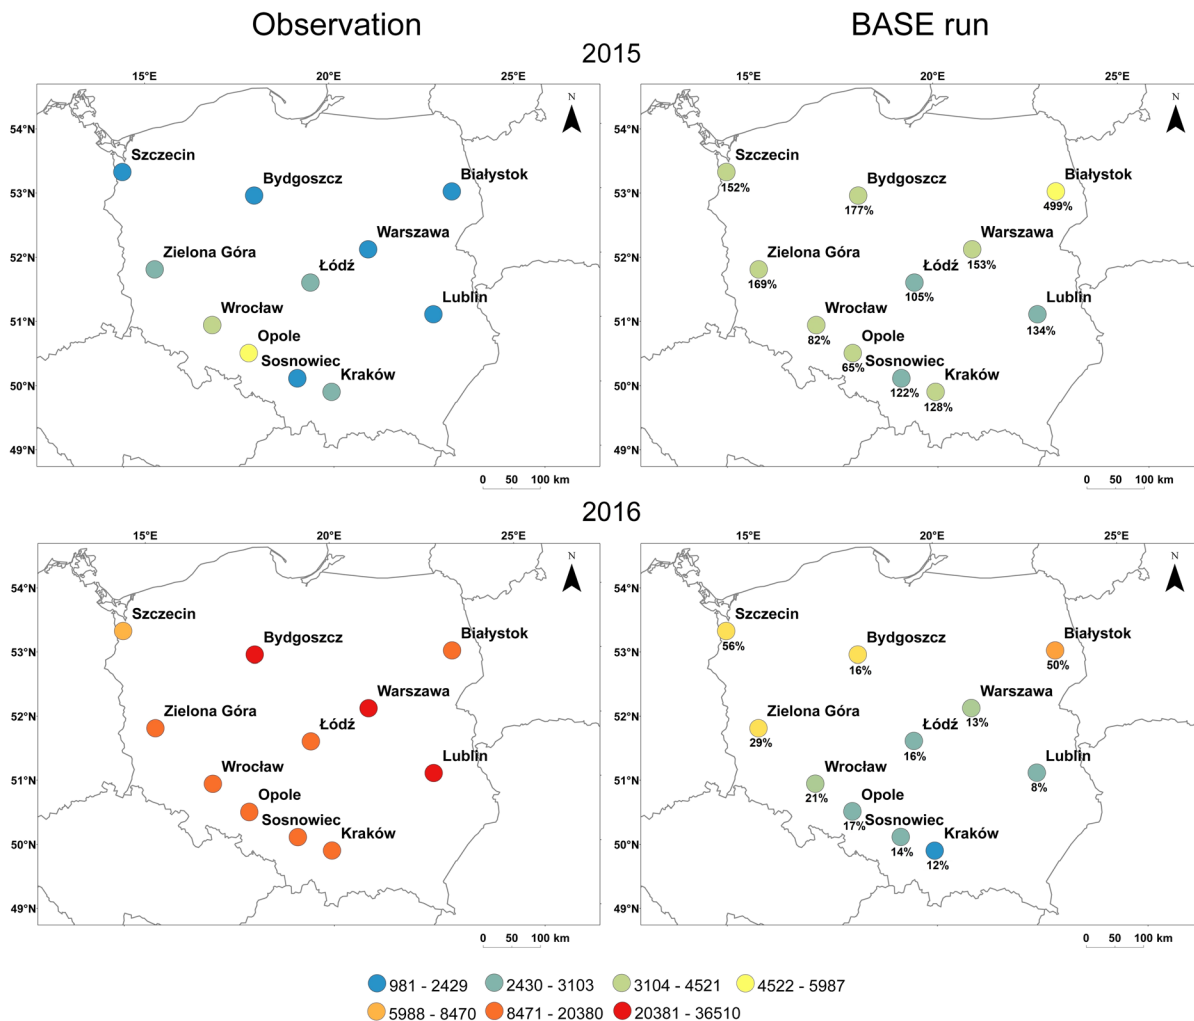 Observation BASE run
2015
15°E 20°E 25°E 15°E 20°E 25°E
N N
54°N 54°N
Szczecin Szczecin
152%
Bydgoszcz Bydgoszcz
177%
Białystok Białystok
499%
53°N 53°N
Warszawa Warszawa
153%
Zielona Góra Zielona Góra
169%
52°N 52°N
Łódź Łódź
105%
Lublin Lublin
134%
Wrocław Wrocław
82%
51°N 51°N
Opole Opole
65%
Sosnowiec Sosnowiec
122%
Kraków Kraków
128%
50°N 50°N
49°N 49°N
0 50 100 km 0 50 100 km
2016
15°E 20°E 25°E 15°E 20°E 25°E
N N
54°N 54°N
Szczecin Szczecin
56%
Bydgoszcz Bydgoszcz
16%
Białystok Białystok
50%
53°N 53°N
Warszawa Warszawa
13%
Zielona Góra Zielona Góra
29%
52°N 52°N
Łódź Łódź
16%
Lublin Lublin
8%
Wrocław Wrocław
21%
51°N 51°N
Opole Opole
17%
Sosnowiec Sosnowiec
14%
Kraków Kraków
12%
50°N 50°N
49°N 49°N
0 50 100 km 0 50 100 km
981 - 2429 2430 - 3103 3104 - 4521 4522 - 5987
5988 - 8470 8471 - 20380 20381 - 36510